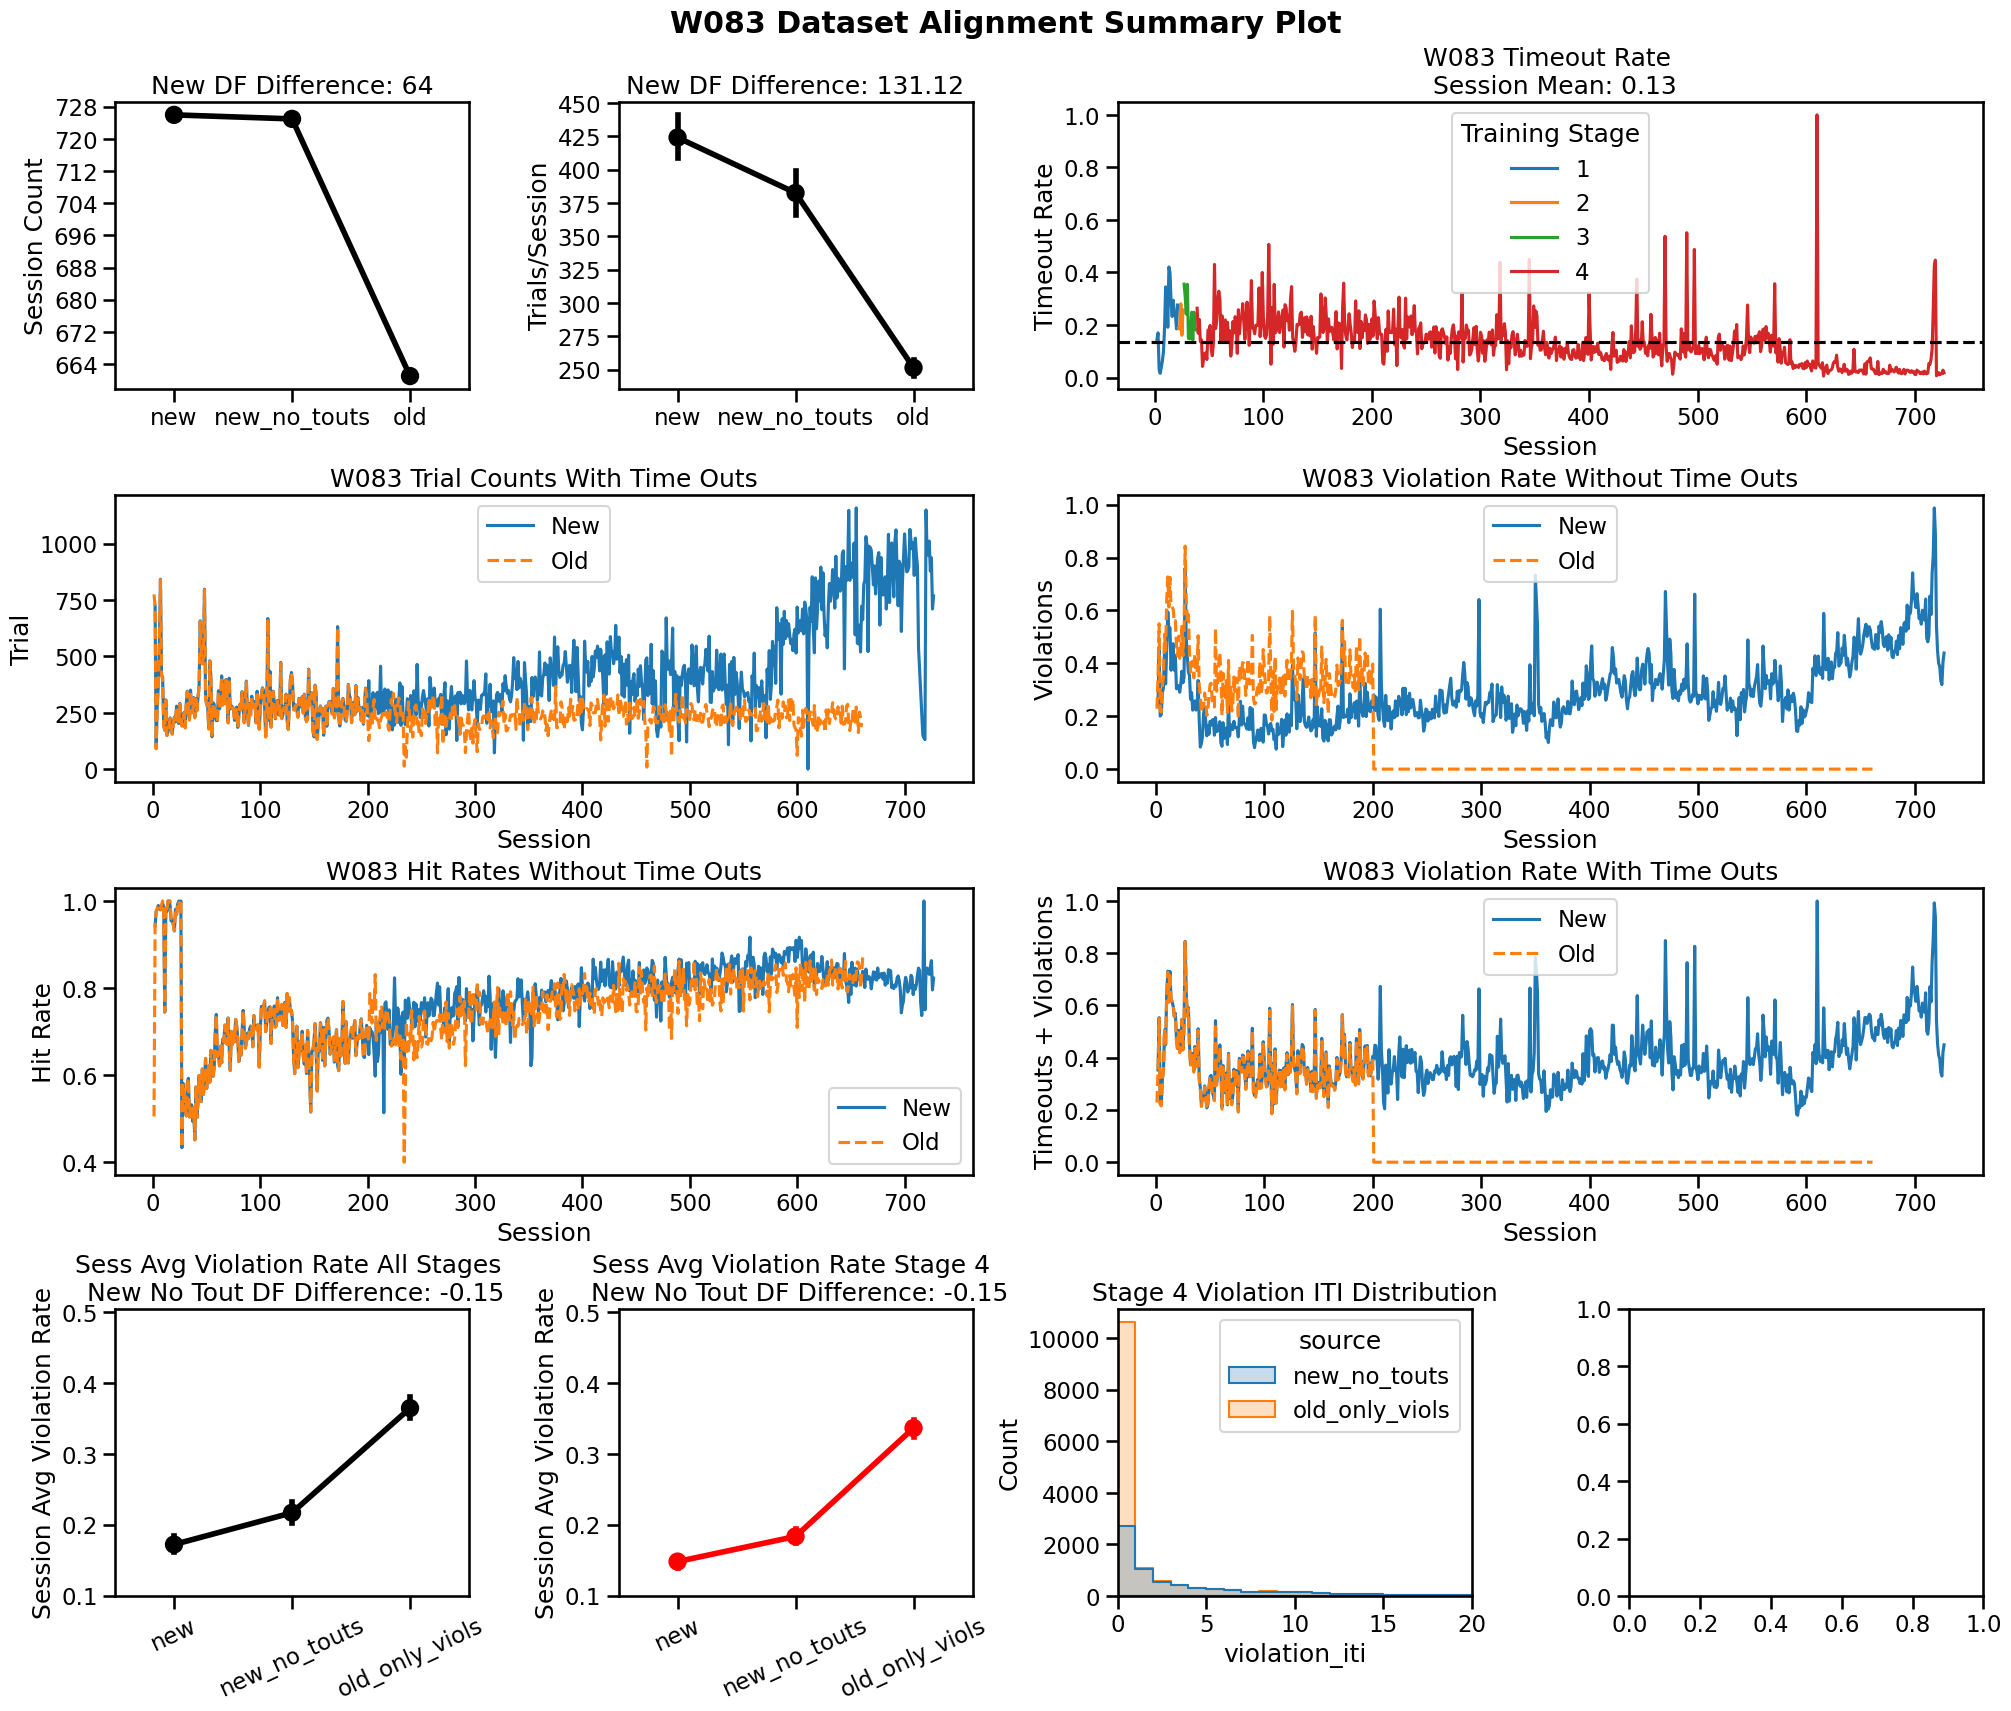 W083 Dataset Alignment Summary Plot
New DF Difference: 64
Session Count
728
720
712
704
696
688
680
672
664
new
new_no_touts
old
New DF Difference: 131.12
Trials/Session
450
425
400
375
350
325
300
275
250
new
new_no_touts
old
W083 Timeout Rate
Session Mean: 0.13
Timeout Rate
1.0
0.8
0.6
0.4
0.2
0.0
Training Stage
1
2
3
4
0 100 200 300 400 500 600 700
Session
W083 Trial Counts With Time Outs
Trial
1000
750
500
250
0
New
Old
0 100 200 300 400 500 600 700
Session
W083 Violation Rate Without Time Outs
Violations
1.0
0.8
0.6
0.4
0.2
0.0
New
Old
0 100 200 300 400 500 600 700
Session
W083 Hit Rates Without Time Outs
Hit Rate
1.0
0.8
0.6
0.4
New
Old
0 100 200 300 400 500 600 700
Session
W083 Violation Rate With Time Outs
Timeouts + Violations
1.0
0.8
0.6
0.4
0.2
0.0
New
Old
0 100 200 300 400 500 600 700
Session
Sess Avg Violation Rate All Stages
New No Tout DF Difference: -0.15
Session Avg Violation Rate
0.5
0.4
0.3
0.2
0.1
new
new_no_touts
old_only_viols
Sess Avg Violation Rate Stage 4
New No Tout DF Difference: -0.15
Session Avg Violation Rate
0.5
0.4
0.3
0.2
0.1
new
new_no_touts
old_only_viols
Stage 4 Violation ITI Distribution
Count
10000
8000
6000
4000
2000
0
source
new_no_touts
old_only_viols
0 5 10 15 20
violation_iti
1.0
0.8
0.6
0.4
0.2
0.0
0.0 0.2 0.4 0.6 0.8 1.0